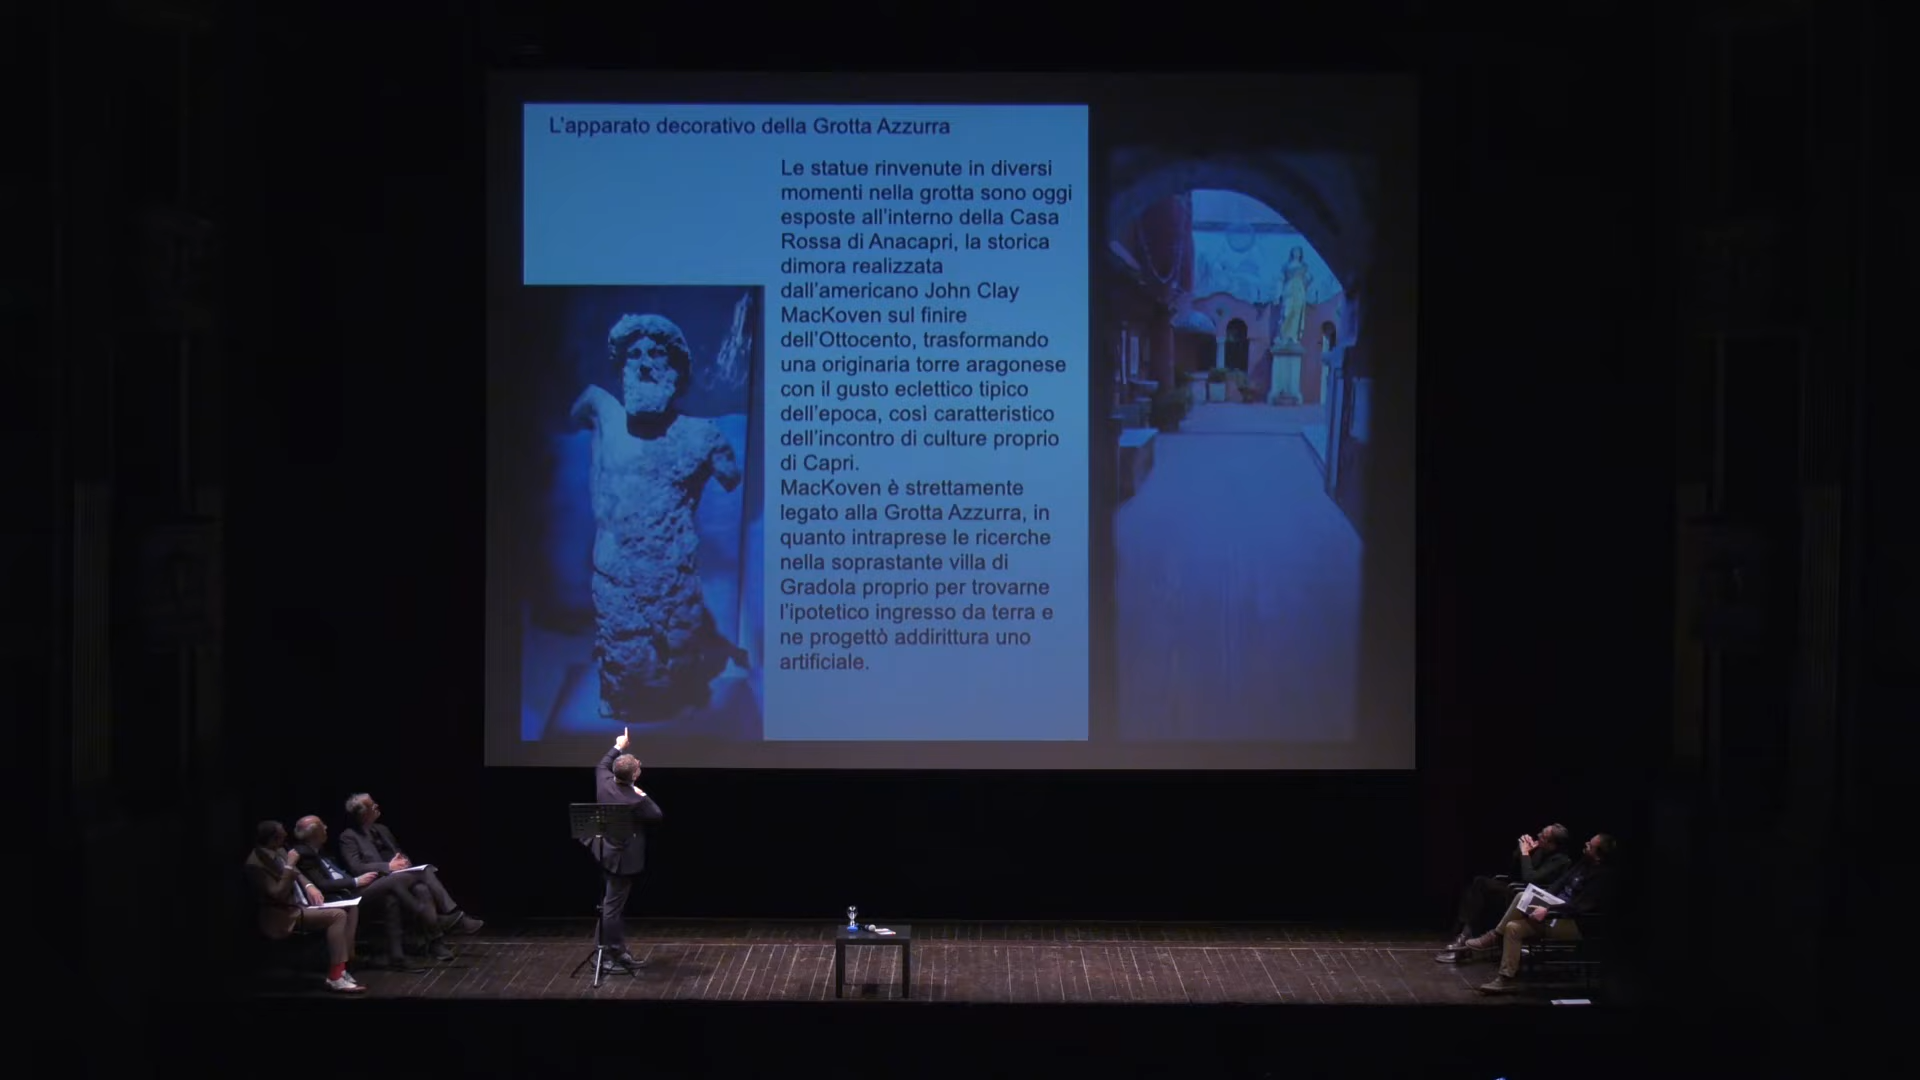 L'apparato decorativo della Grotta Azzurra
Le statue rinvenute in diversi
momenti nella grotta sono oggi
esposte all'interno della Casa
Rossa di Anacapri, la storica
dimora realizzata
dall'americano John Clay
MacKoven sul finire
dell'Ottocento, trasformando
una originaria torre aragonese
con il gusto eclettico tipico
dell'epoca, così caratteristico
dell'incontro di culture proprio
di Capri.
MacKoven è strettamente
legato alla Grotta Azzurra, in
quanto intraprese le ricerche
nella soprastante villa di
Gradola proprio per trovarne
l'ipotetico ingresso da terra e
ne progettò addirittura uno
artificiale.